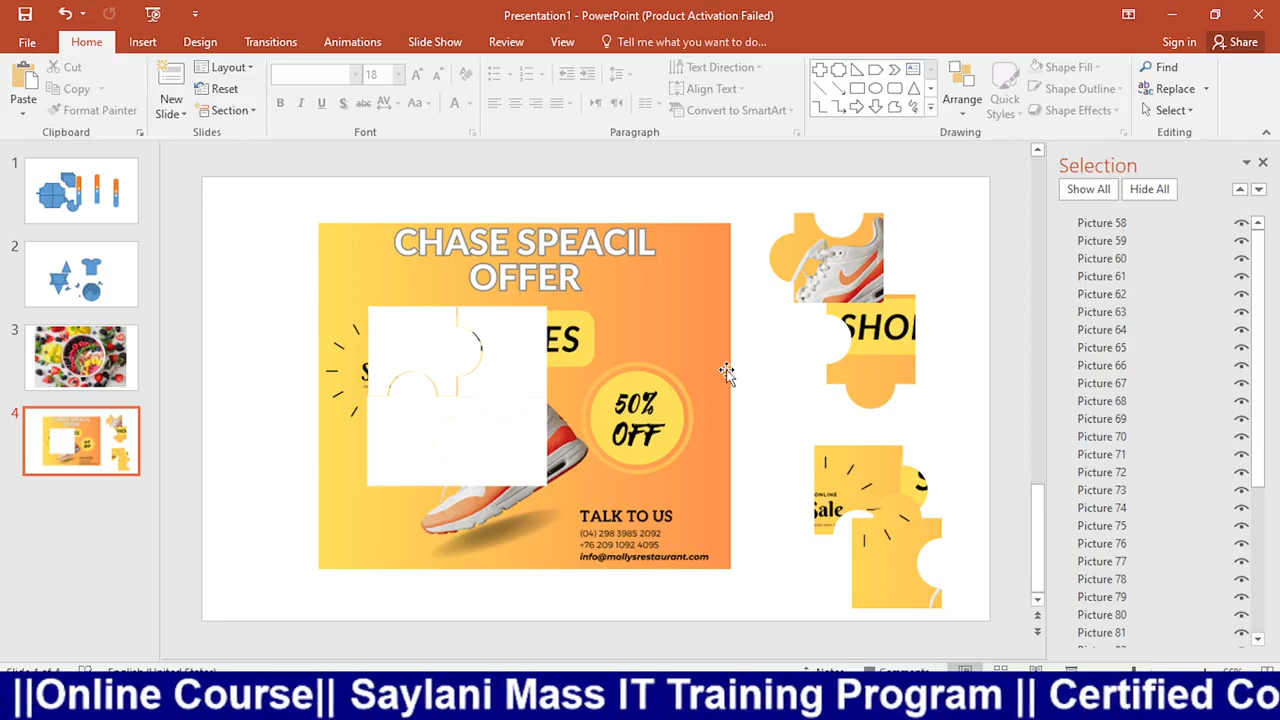 Presentation1 - PowerPoint (Product Activation Failed)
File Home Insert Design Transitions Animations Slide Show Review View Tell me what you want to do... Sign in Share
Paste
Cut
Copy
Format Painter
Clipboard
New Slide
Layout
Reset
Section
Slides
18
Font
Text Direction
Align Text
Convert to SmartArt
Paragraph
Arrange
Quick Styles
Shape Fill
Shape Outline
Shape Effects
Drawing
Find
Replace
Select
Editing
1
2
3
4
CHASE SPEACIL
OFFER
ES
50%
OFF
TALK TO US
(04) 298 3985 2092
+76 209 1092 4095
info@mollysrestaurant.com
SHO
ONLINE
Sale
Selection
Show All Hide All
Picture 58
Picture 59
Picture 60
Picture 61
Picture 62
Picture 63
Picture 64
Picture 65
Picture 66
Picture 67
Picture 68
Picture 69
Picture 70
Picture 71
Picture 72
Picture 73
Picture 74
Picture 75
Picture 76
Picture 77
Picture 78
Picture 79
Picture 80
Picture 81
||Online Course|| Saylani Mass IT Training Program || Certified Co